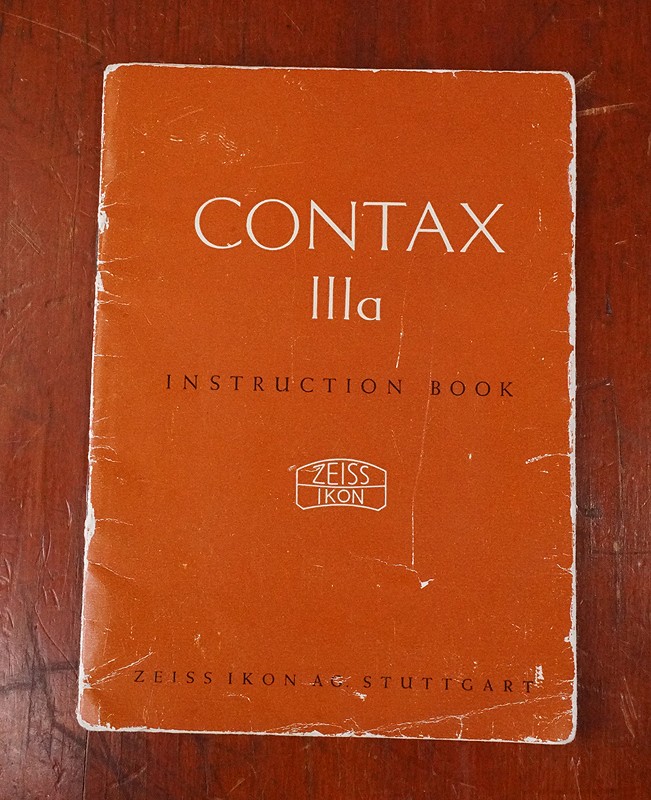 CONTAX
IIIa
INSTRUCTION BOOK
ZEISS
IKON
ZEISS IKON AG. STUTTGART